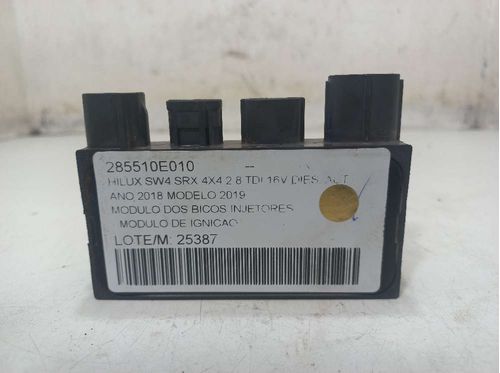 285510E010 --
HILUX SW4 SRX 4X4 2.8 TDI 16V DIES. AUT
ANO 2018 MODELO 2019
MODULO DOS BICOS INJETORES
MODULO DE IGNICAO
LOTE/M: 25387